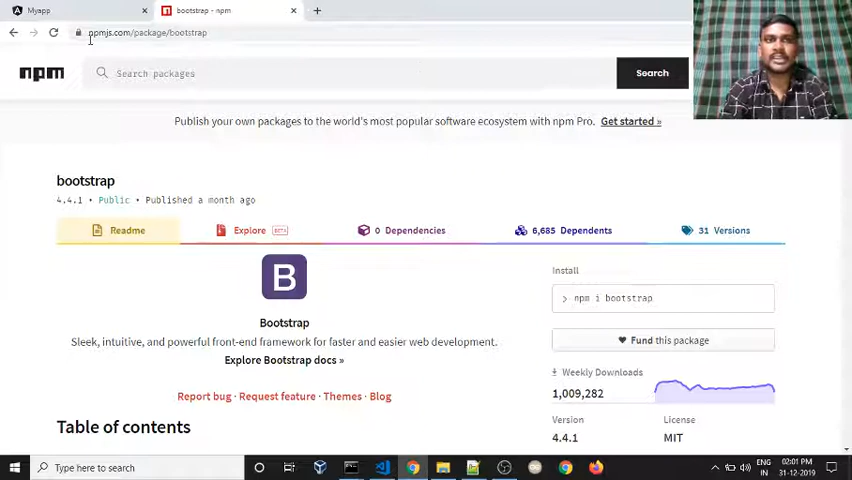 Myapp
bootstrap - npm
npmjs.com/package/bootstrap
npm
Search packages
Search
Publish your own packages to the world's most popular software ecosystem with npm Pro. Get started »
bootstrap
4.4.1 • Public • Published a month ago
Readme
Explore BETA
0 Dependencies
6,685 Dependents
31 Versions
B
Bootstrap
Sleek, intuitive, and powerful front-end framework for faster and easier web development.
Explore Bootstrap docs »
Report bug · Request feature · Themes · Blog
Table of contents
Install
> npm i bootstrap
Fund this package
Weekly Downloads
1,009,282
Version
License
4.4.1
MIT
Type here to search
ENG
IN
02:01 PM
31-12-2019